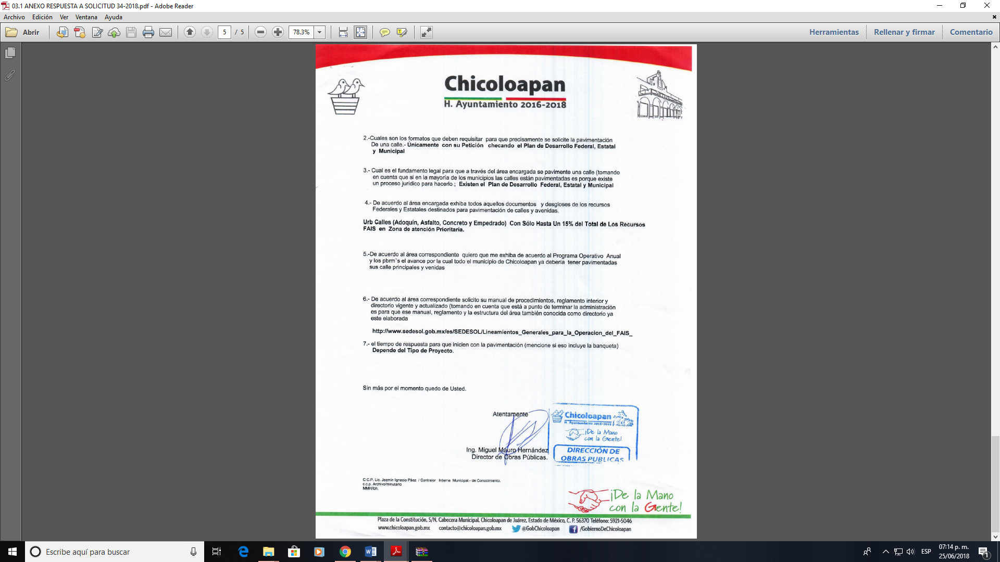 03.1 ANEXO RESPUESTA A SOLICITUD 34-2018.pdf - Adobe Reader
Archivo Edición Ver Ventana Ayuda
Abrir 5 / 5 78.3% Herramientas Rellenar y firmar Comentario
Chicoloapan
H. Ayuntamiento 2016-2018
2.-Cuales son los formatos que deben requisitar para que precisamente se solicite la pavimentación
De una calle.- Únicamente con su Petición checando el Plan de Desarrollo Federal, Estatal
y Municipal
3.- Cual es el fundamento legal para que a través del área encargada se pavimente una calle (tomando
en cuenta que si en la mayoría de los municipios las calles están pavimentadas es porque existe
un proceso jurídico para hacerlo ; Existen el Plan de Desarrollo Federal, Estatal y Municipal
4.- De acuerdo al área encargada exhiba todos aquellos documentos y desgloses de los recursos
Federales y Estatales destinados para pavimentación de calles y avenidas.
Urb Calles (Adoquín, Asfalto, Concreto y Empedrado) Con Sólo Hasta Un 15% del Total de Los Recursos
FAIS en Zona de atención Prioritaria.
5.-De acuerdo al área correspondiente quiero que me exhiba de acuerdo al Programa Operativo Anual
y los pbrm`s el avance por la cual todo el municipio de Chicoloapan ya debería tener pavimentadas
sus calle principales y venidas
6.- De acuerdo al área correspondiente solicito su manual de procedimientos, reglamento interior y
directorio vigente y actualizado (tomando en cuenta que está a punto de terminar la administración
es para que ese manual, reglamento y la estructura del área también conocida como directorio ya
este elaborada
http://www.sedesol.gob.mx/es/SEDESOL/Lineamientos_Generales_para_la_Operacion_del_FAIS_
7.- el tiempo de respuesta para que inicien con la pavimentación (mencione si eso incluye la banqueta)
Depende del Tipo de Proyecto.
Sin más por el momento quedo de Usted.
Atentamente
Chicoloapan
H. Ayuntamiento 2016-2018
¡De la Mano
con la Gente!
DIRECCIÓN DE
OBRAS PUBLICAS
Ing. Miguel Mauro Hernández
Director de Obras Públicas.
C.C.P. Lic. Jazmín Ignacio Páez / Contralor Interna Municipal.- de Conocimiento.
c.c.p. Archivo/minutario
MMH/lbh.
¡De la Mano
con la Gente!
Plaza de la Constitución, S/N, Cabecera Municipal, Chicoloapan de Juárez, Estado de México, C. P. 56370 Teléfono: 5921-5046
www.chicoloapan.gob.mx contacto@chicoloapan.gob.mx @GobChicoloapan /GobiernoDeChicoloapan
Escribe aquí para buscar ESP 07:14 p. m.
25/06/2018 1